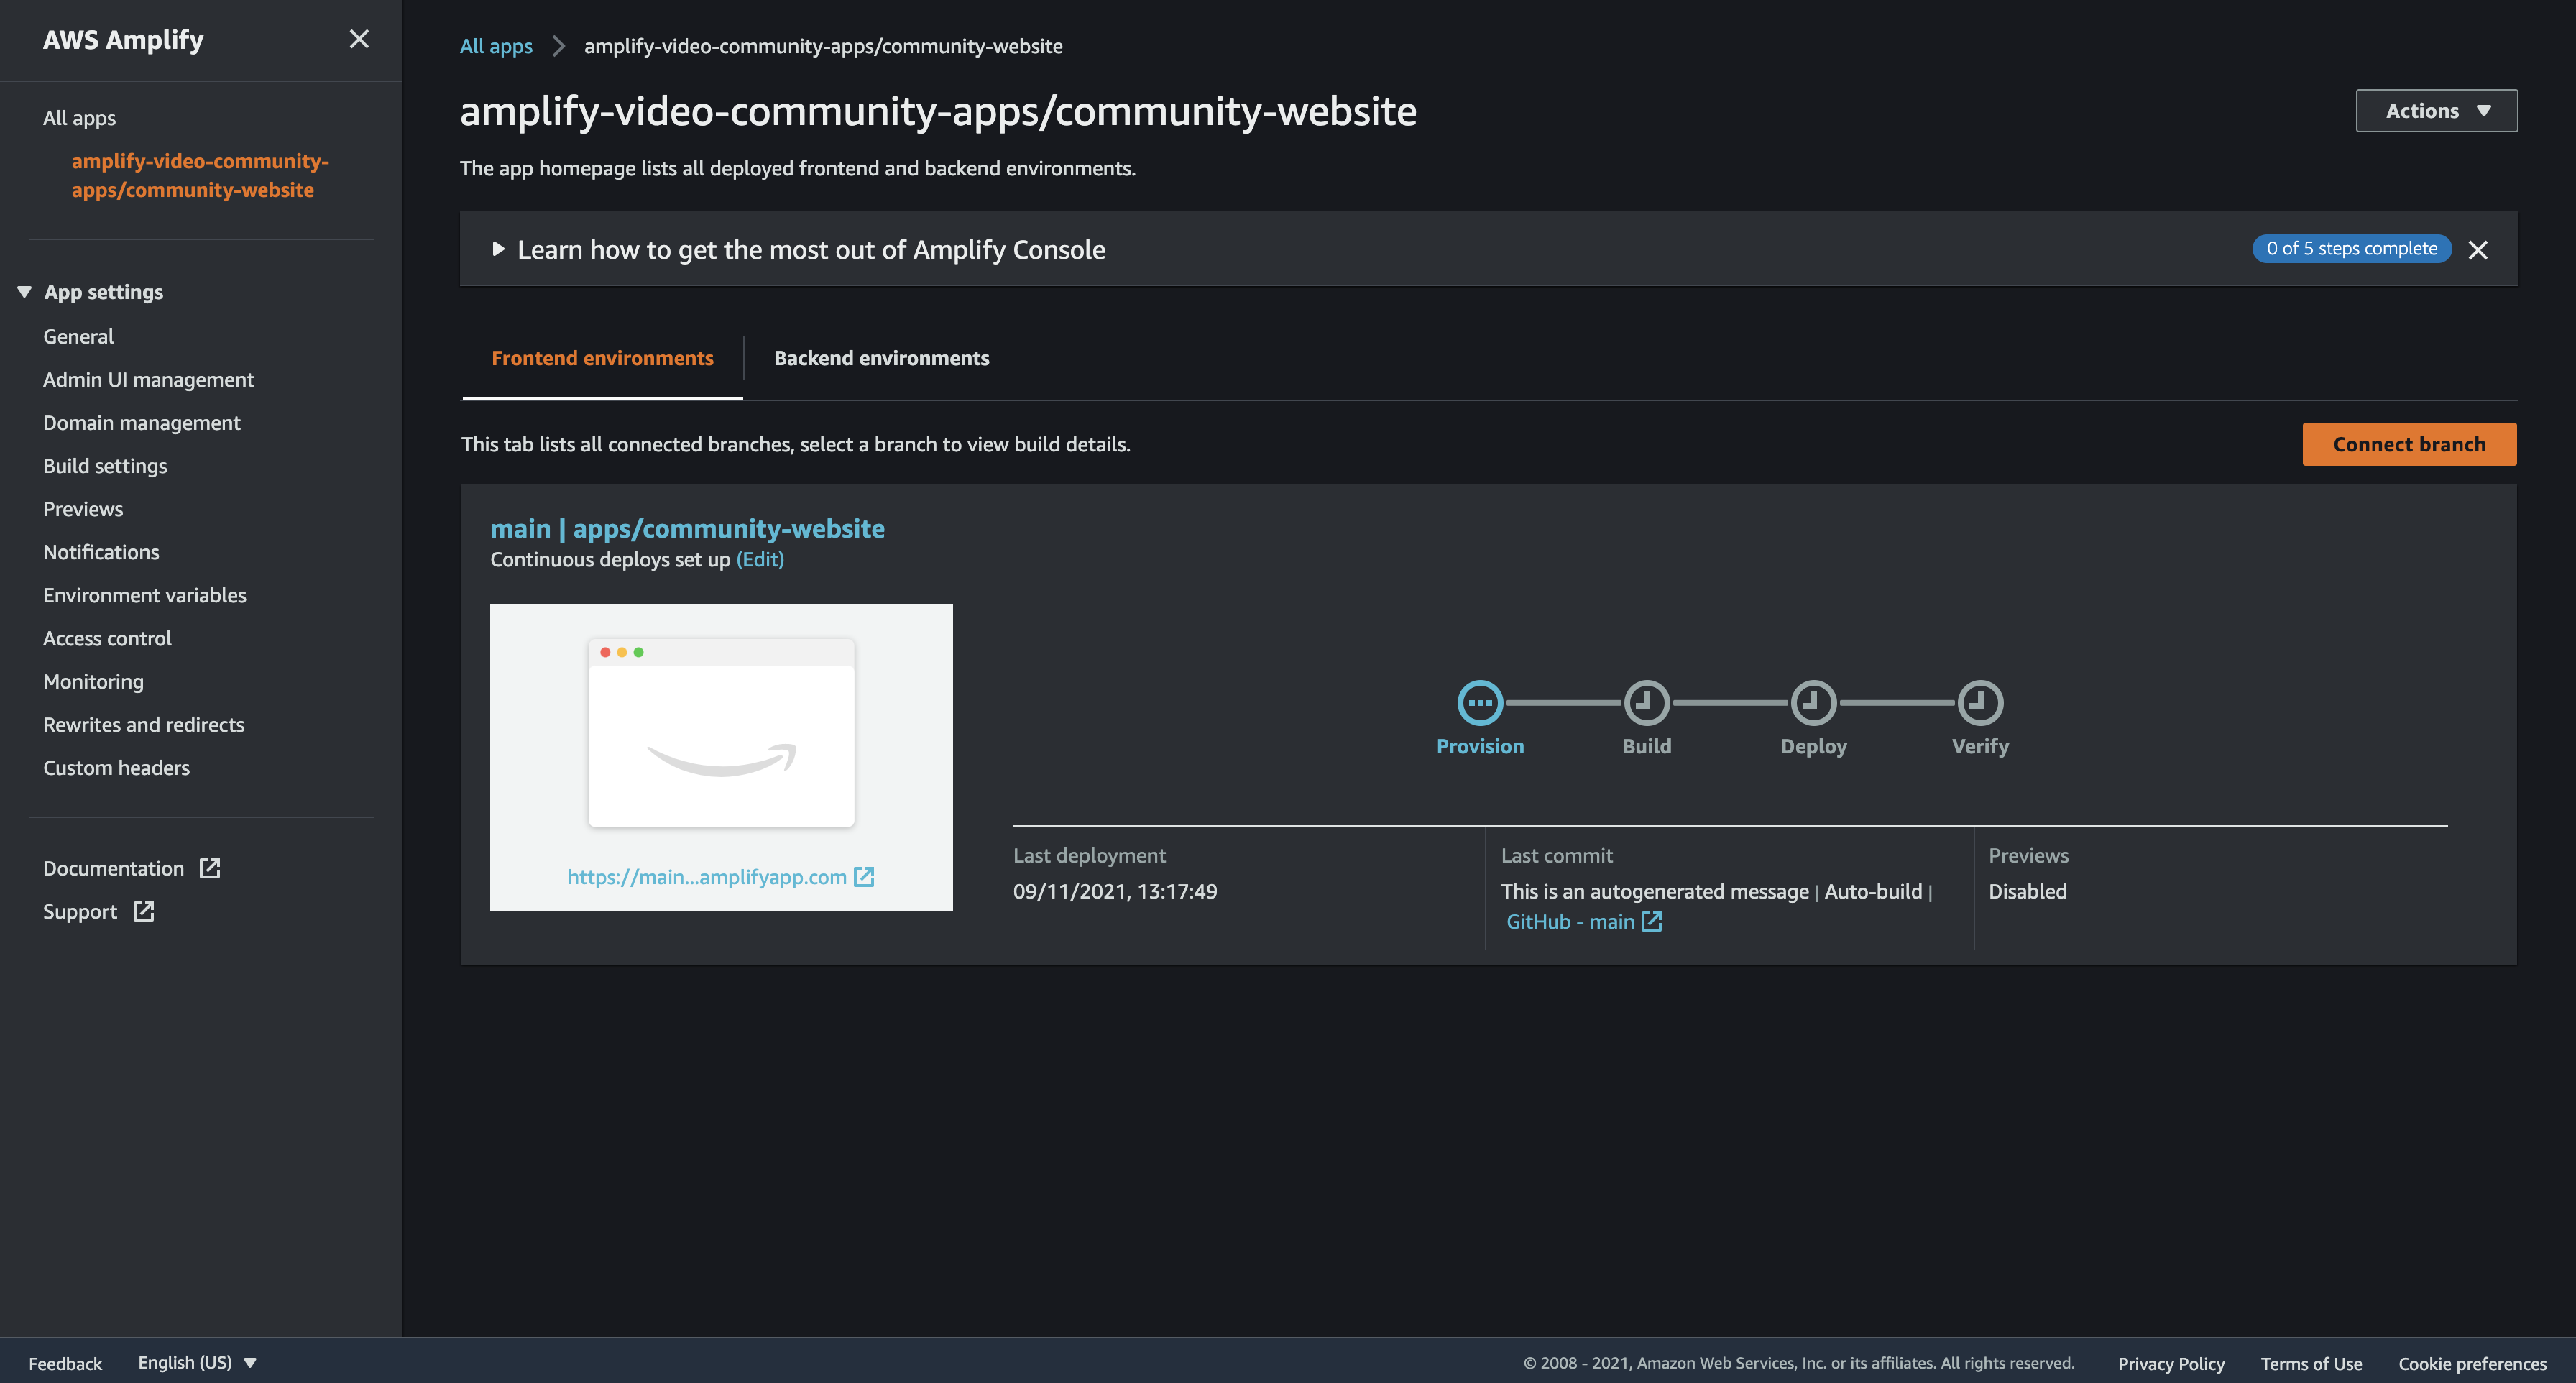 AWS Amplify
All apps
amplify-video-community-
apps/community-website
App settings
General
Admin UI management
Domain management
Build settings
Previews
Notifications
Environment variables
Access control
Monitoring
Rewrites and redirects
Custom headers
Documentation
Support
All apps
amplify-video-community-apps/community-website
amplify-video-community-apps/community-website
Actions
The app homepage lists all deployed frontend and backend environments.
Learn how to get the most out of Amplify Console
0 of 5 steps complete
Frontend environments
Backend environments
This tab lists all connected branches, select a branch to view build details.
Connect branch
main | apps/community-website
Continuous deploys set up (Edit)
https://main...amplifyapp.com
Provision
Build
Deploy
Verify
Last deployment
09/11/2021, 13:17:49
Last commit
This is an autogenerated message | Auto-build |
GitHub - main
Previews
Disabled
Feedback
English (US)
© 2008 - 2021, Amazon Web Services, Inc. or its affiliates. All rights reserved.
Privacy Policy
Terms of Use
Cookie preferences